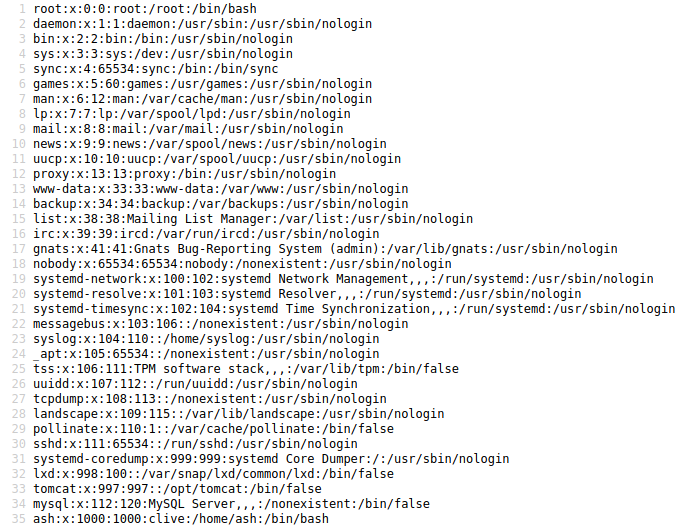 1 root:x:0:0:root:/root:/bin/bash
2 daemon:x:1:1:daemon:/usr/sbin:/usr/sbin/nologin
3 bin:x:2:2:bin:/bin:/usr/sbin/nologin
4 sys:x:3:3:sys:/dev:/usr/sbin/nologin
5 sync:x:4:65534:sync:/bin:/bin/sync
6 games:x:5:60:games:/usr/games:/usr/sbin/nologin
7 man:x:6:12:man:/var/cache/man:/usr/sbin/nologin
8 lp:x:7:7:lp:/var/spool/lpd:/usr/sbin/nologin
9 mail:x:8:8:mail:/var/mail:/usr/sbin/nologin
10 news:x:9:9:news:/var/spool/news:/usr/sbin/nologin
11 uucp:x:10:10:uucp:/var/spool/uucp:/usr/sbin/nologin
12 proxy:x:13:13:proxy:/bin:/usr/sbin/nologin
13 www-data:x:33:33:www-data:/var/www:/usr/sbin/nologin
14 backup:x:34:34:backup:/var/backups:/usr/sbin/nologin
15 list:x:38:38:Mailing List Manager:/var/list:/usr/sbin/nologin
16 irc:x:39:39:ircd:/var/run/ircd:/usr/sbin/nologin
17 gnats:x:41:41:Gnats Bug-Reporting System (admin):/var/lib/gnats:/usr/sbin/nologin
18 nobody:x:65534:65534:nobody:/nonexistent:/usr/sbin/nologin
19 systemd-network:x:100:102:systemd Network Management,,,:/run/systemd:/usr/sbin/nologin
20 systemd-resolve:x:101:103:systemd Resolver,,,:/run/systemd:/usr/sbin/nologin
21 systemd-timesync:x:102:104:systemd Time Synchronization,,,:/run/systemd:/usr/sbin/nologin
22 messagebus:x:103:106::/nonexistent:/usr/sbin/nologin
23 syslog:x:104:110::/home/syslog:/usr/sbin/nologin
24 _apt:x:105:65534::/nonexistent:/usr/sbin/nologin
25 tss:x:106:111:TPM software stack,,,:/var/lib/tpm:/bin/false
26 uuidd:x:107:112::/run/uuidd:/usr/sbin/nologin
27 tcpdump:x:108:113::/nonexistent:/usr/sbin/nologin
28 landscape:x:109:115::/var/lib/landscape:/usr/sbin/nologin
29 pollinate:x:110:1::/var/cache/pollinate:/bin/false
30 sshd:x:111:65534::/run/sshd:/usr/sbin/nologin
31 systemd-coredump:x:999:999:systemd Core Dumper:/:/usr/sbin/nologin
32 lxd:x:998:100::/var/snap/lxd/common/lxd:/bin/false
33 tomcat:x:997:997::/opt/tomcat:/bin/false
34 mysql:x:112:120:MySQL Server,,,:/nonexistent:/bin/false
35 ash:x:1000:1000:clive:/home/ash:/bin/bash